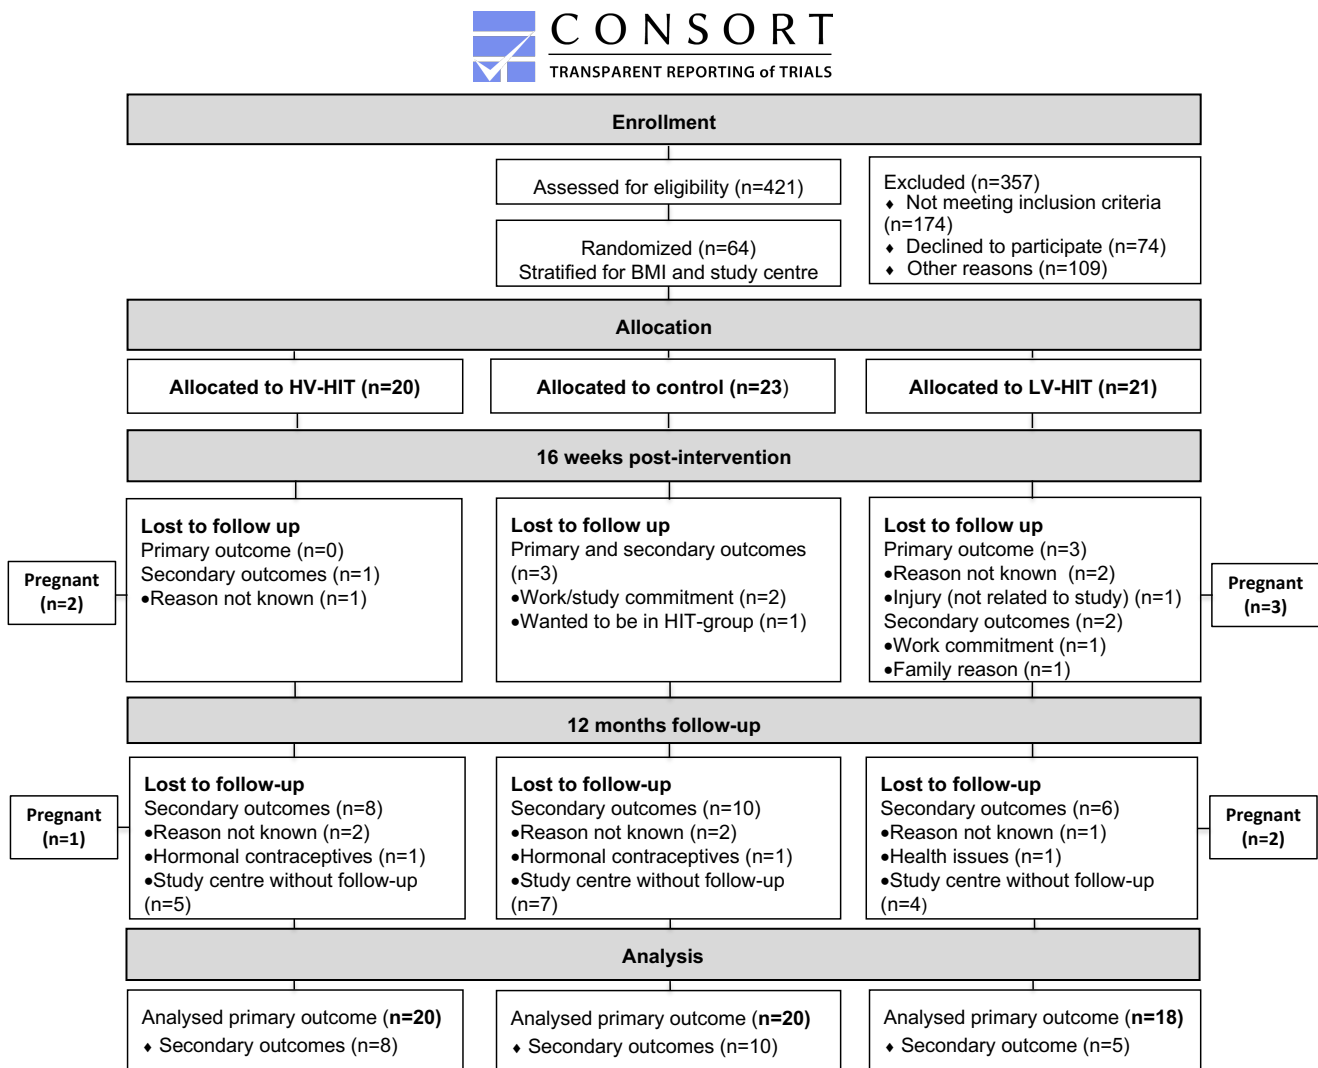 CONSORT
TRANSPARENT REPORTING of TRIALS
Enrollment
Assessed for eligibility (n=421)
Excluded (n=357)
♦ Not meeting inclusion criteria
(n=174)
♦ Declined to participate (n=74)
♦ Other reasons (n=109)
Randomized (n=64)
Stratified for BMI and study centre
Allocation
Allocated to HV-HIT (n=20)
Allocated to control (n=23)
Allocated to LV-HIT (n=21)
16 weeks post-intervention
Pregnant
(n=2)
Lost to follow up
Primary outcome (n=0)
Secondary outcomes (n=1)
•Reason not known (n=1)
Lost to follow up
Primary and secondary outcomes
(n=3)
•Work/study commitment (n=2)
•Wanted to be in HIT-group (n=1)
Lost to follow up
Primary outcome (n=3)
•Reason not known (n=2)
•Injury (not related to study) (n=1)
Secondary outcomes (n=2)
•Work commitment (n=1)
•Family reason (n=1)
Pregnant
(n=3)
12 months follow-up
Pregnant
(n=1)
Lost to follow-up
Secondary outcomes (n=8)
•Reason not known (n=2)
•Hormonal contraceptives (n=1)
•Study centre without follow-up
(n=5)
Lost to follow-up
Secondary outcomes (n=10)
•Reason not known (n=2)
•Hormonal contraceptives (n=1)
•Study centre without follow-up
(n=7)
Lost to follow-up
Secondary outcomes (n=6)
•Reason not known (n=1)
•Health issues (n=1)
•Study centre without follow-up
(n=4)
Pregnant
(n=2)
Analysis
Analysed primary outcome (n=20)
♦ Secondary outcomes (n=8)
Analysed primary outcome (n=20)
♦ Secondary outcomes (n=10)
Analysed primary outcome (n=18)
♦ Secondary outcome (n=5)